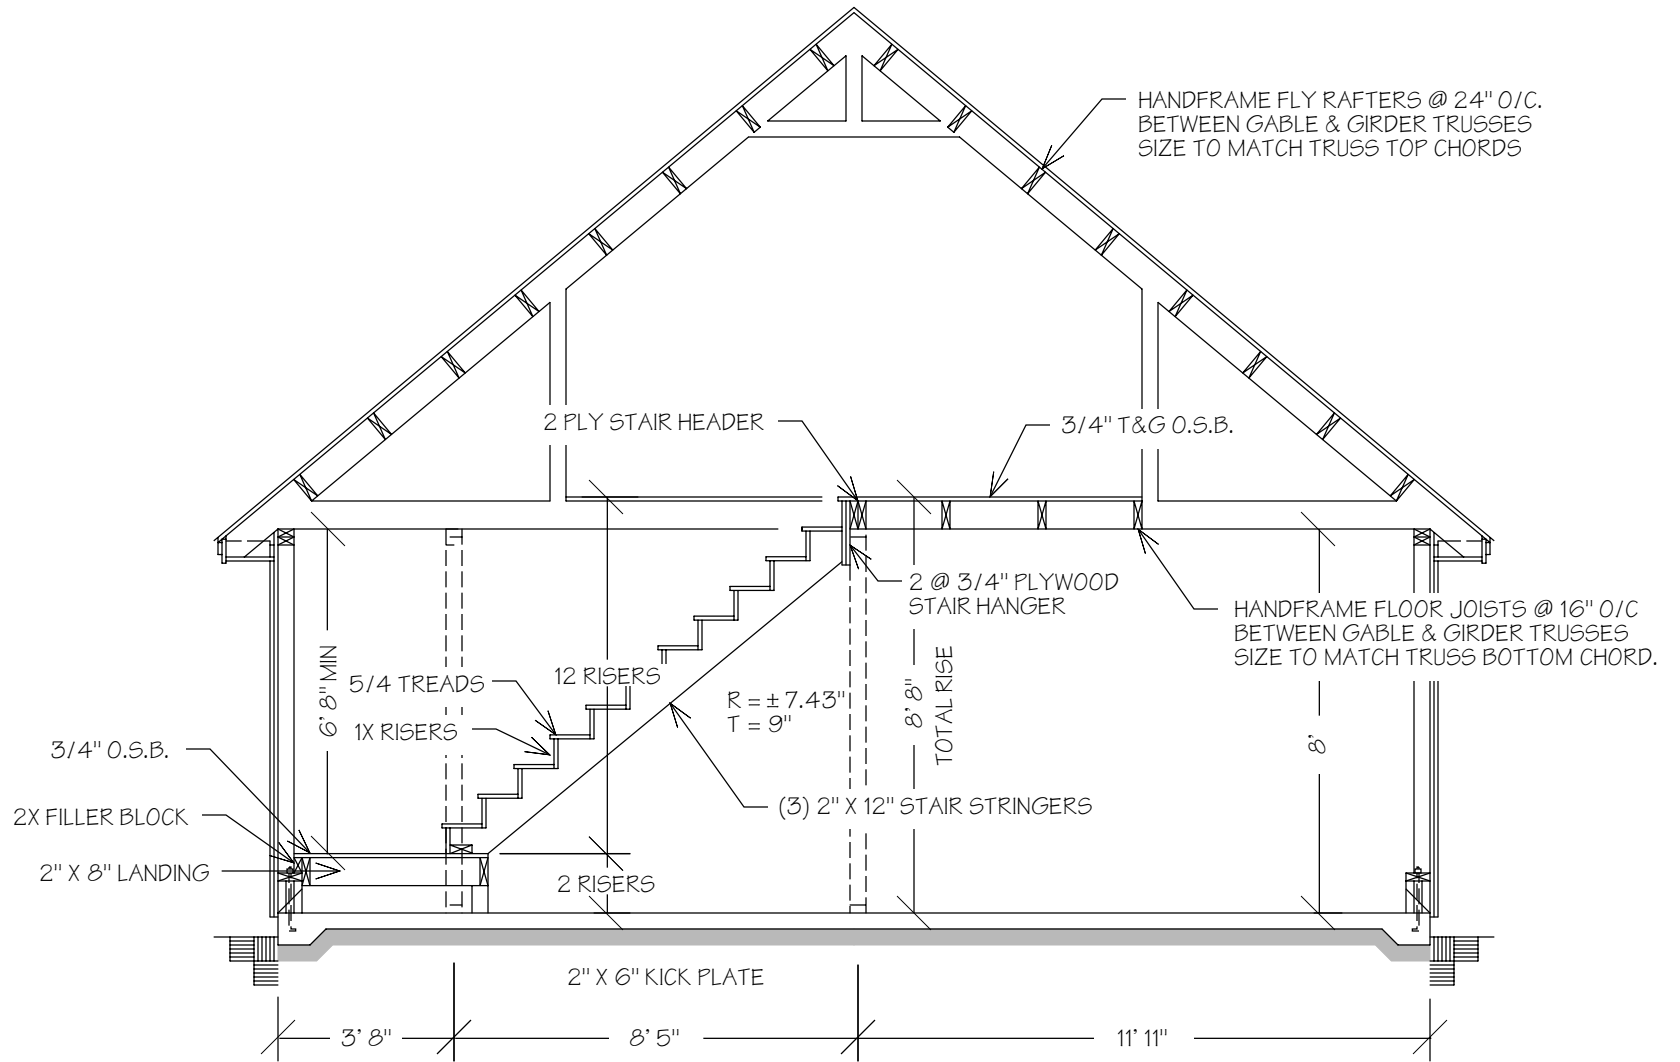 HANDFRAME FLY RAFTERS @ 24" O/C.
BETWEEN GABLE & GIRDER TRUSSES
SIZE TO MATCH TRUSS TOP CHORDS
2 PLY STAIR HEADER
3/4" T&G O.S.B.
2 @ 3/4" PLYWOOD
STAIR HANGER
HANDFRAME FLOOR JOISTS @ 16" O/C
BETWEEN GABLE & GIRDER TRUSSES
SIZE TO MATCH TRUSS BOTTOM CHORD.
6' 8" MIN
5/4 TREADS
12 RISERS
R = ± 7.43"
T = 9"
8' 8"
TOTAL RISE
8'
1X RISERS
3/4" O.S.B.
(3) 2" X 12" STAIR STRINGERS
2X FILLER BLOCK
2" X 8" LANDING
2 RISERS
2" X 6" KICK PLATE
3' 8"
8' 5"
11' 11"